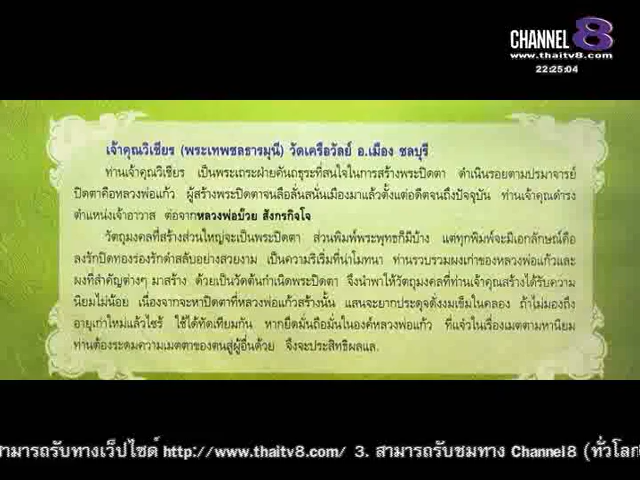 CHANNEL 8
www.thaitv8.com
22:25:04
เจ้าคุณวิเชียร (พระเทพชลธารมุนี) วัดเครือวัลย์ อ.เมือง ชลบุรี
ท่านเจ้าคุณวิเชียร เป็นพระเถระฝ่ายคันถธุระที่สนใจในการสร้างพระปิดตา ดำเนินรอยตามปรมาจารย์
ปิดตาคือหลวงพ่อแก้ว ผู้สร้างพระปิดตาจนลือลั่นสนั่นเมืองมาแล้วตั้งแต่อดีตจนถึงปัจจุบัน ท่านเจ้าคุณดำรง
ตำแหน่งเจ้าอาวาส ต่อจากหลวงพ่อบ๊วย สังกรกิจโจ
วัตถุมงคลที่สร้างส่วนใหญ่จะเป็นพระปิดตา ส่วนพิมพ์พระพุทธก็มีบ้าง แต่ทุกพิมพ์จะมีเอกลักษณ์คือ
ลงรักปิดทองร่องรักดำสลับอย่างสวยงาม เป็นความริเริ่มที่น่าโมทนา ท่านรวบรวมผงเก่าของหลวงพ่อแก้วและ
ผงที่สำคัญต่างๆ มาสร้าง ด้วยเป็นวัดต้นกำเนิดพระปิดตา จึงนำพาให้วัตถุมงคลที่ท่านเจ้าคุณสร้างได้รับความ
นิยมไม่น้อย เนื่องจากจะหาปิดตาที่หลวงพ่อแก้วสร้างนั้น แสนจะยากประดุจดั่งงมเข็มในคลอง ถ้าไม่มองถึง
อายุเก่าใหม่แล้วไซร้ ใช้ได้ทัดเทียมกัน หากยึดมั่นถือมั่นในองค์หลวงพ่อแก้ว ที่แจ๋วในเรื่องเมตตามหานิยม
ท่านต้องระดมความเมตตาของตนสู่ผู้อื่นด้วย จึงจะประสิทธิผลแล.
สามารถรับทางเว็ปไซด์ http://www.thaitv8.com/ 3. สามารถรับชมทาง Channel8 (ทั่วโลก